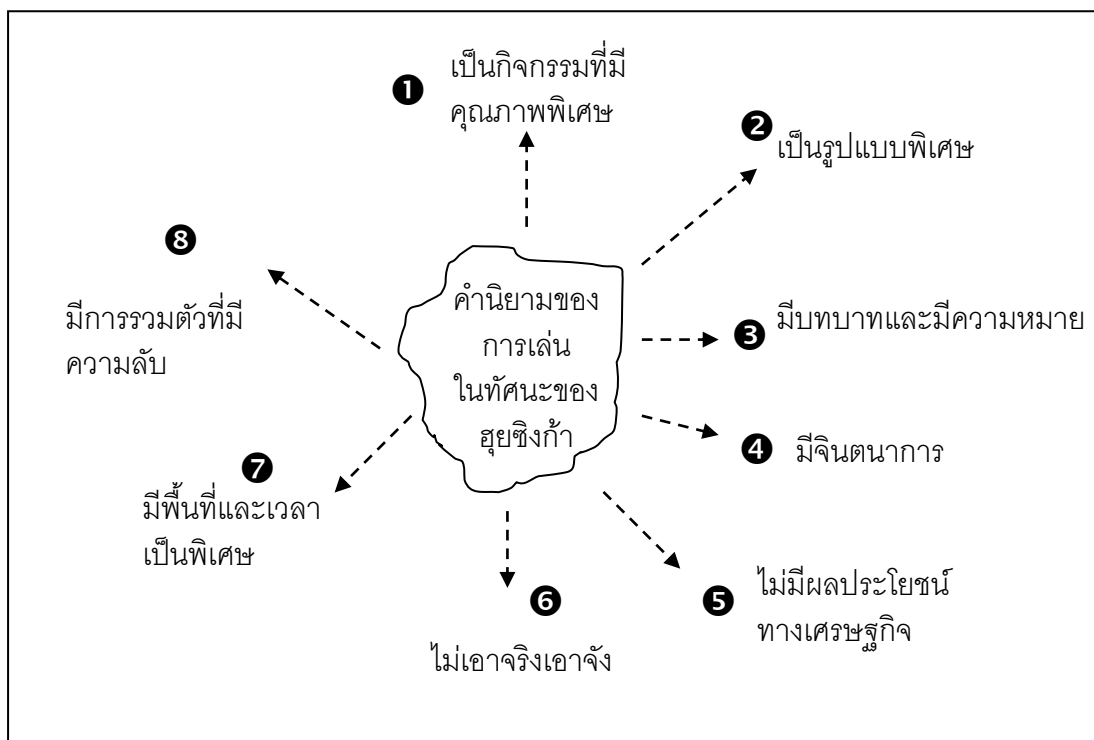 ❶ เป็นกิจกรรมที่มี
คุณภาพพิเศษ
❷ เป็นรูปแบบพิเศษ
❸ มีบทบาทและมีความหมาย
❹ มีจินตนาการ
❺ ไม่มีผลประโยชน์
ทางเศรษฐกิจ
❻
ไม่เอาจริงเอาจัง
❼
มีพื้นที่และเวลา
เป็นพิเศษ
❽
มีการรวมตัวที่มี
ความลับ
คำนิยามของ
การเล่น
ในทัศนะของ
ฮุยซิงก้า